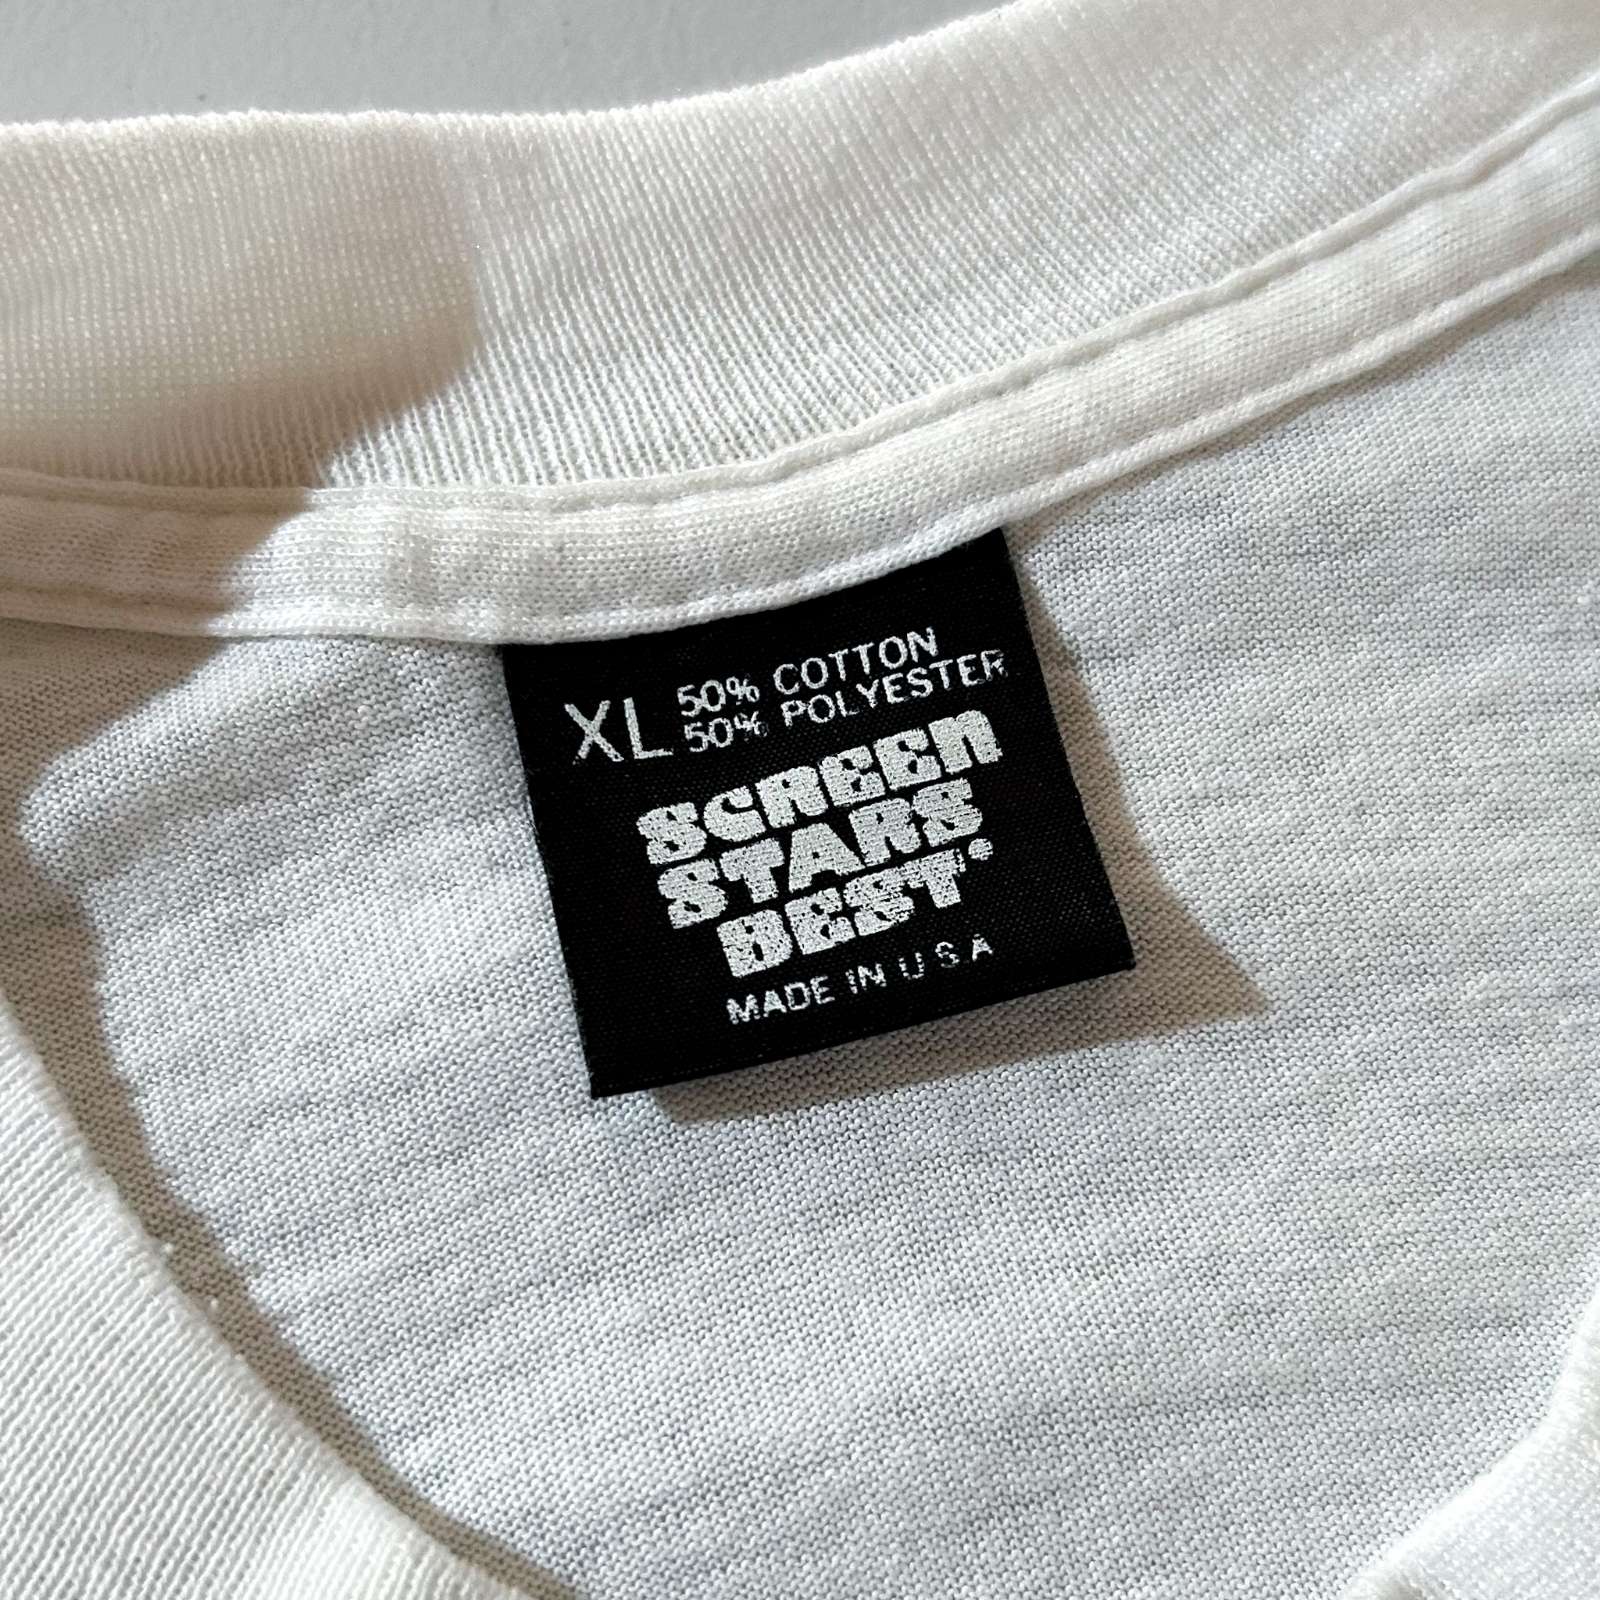 XL 50% COTTON
50% POLYESTER
SCREEN
STARS
BEST®
MADE IN U S A